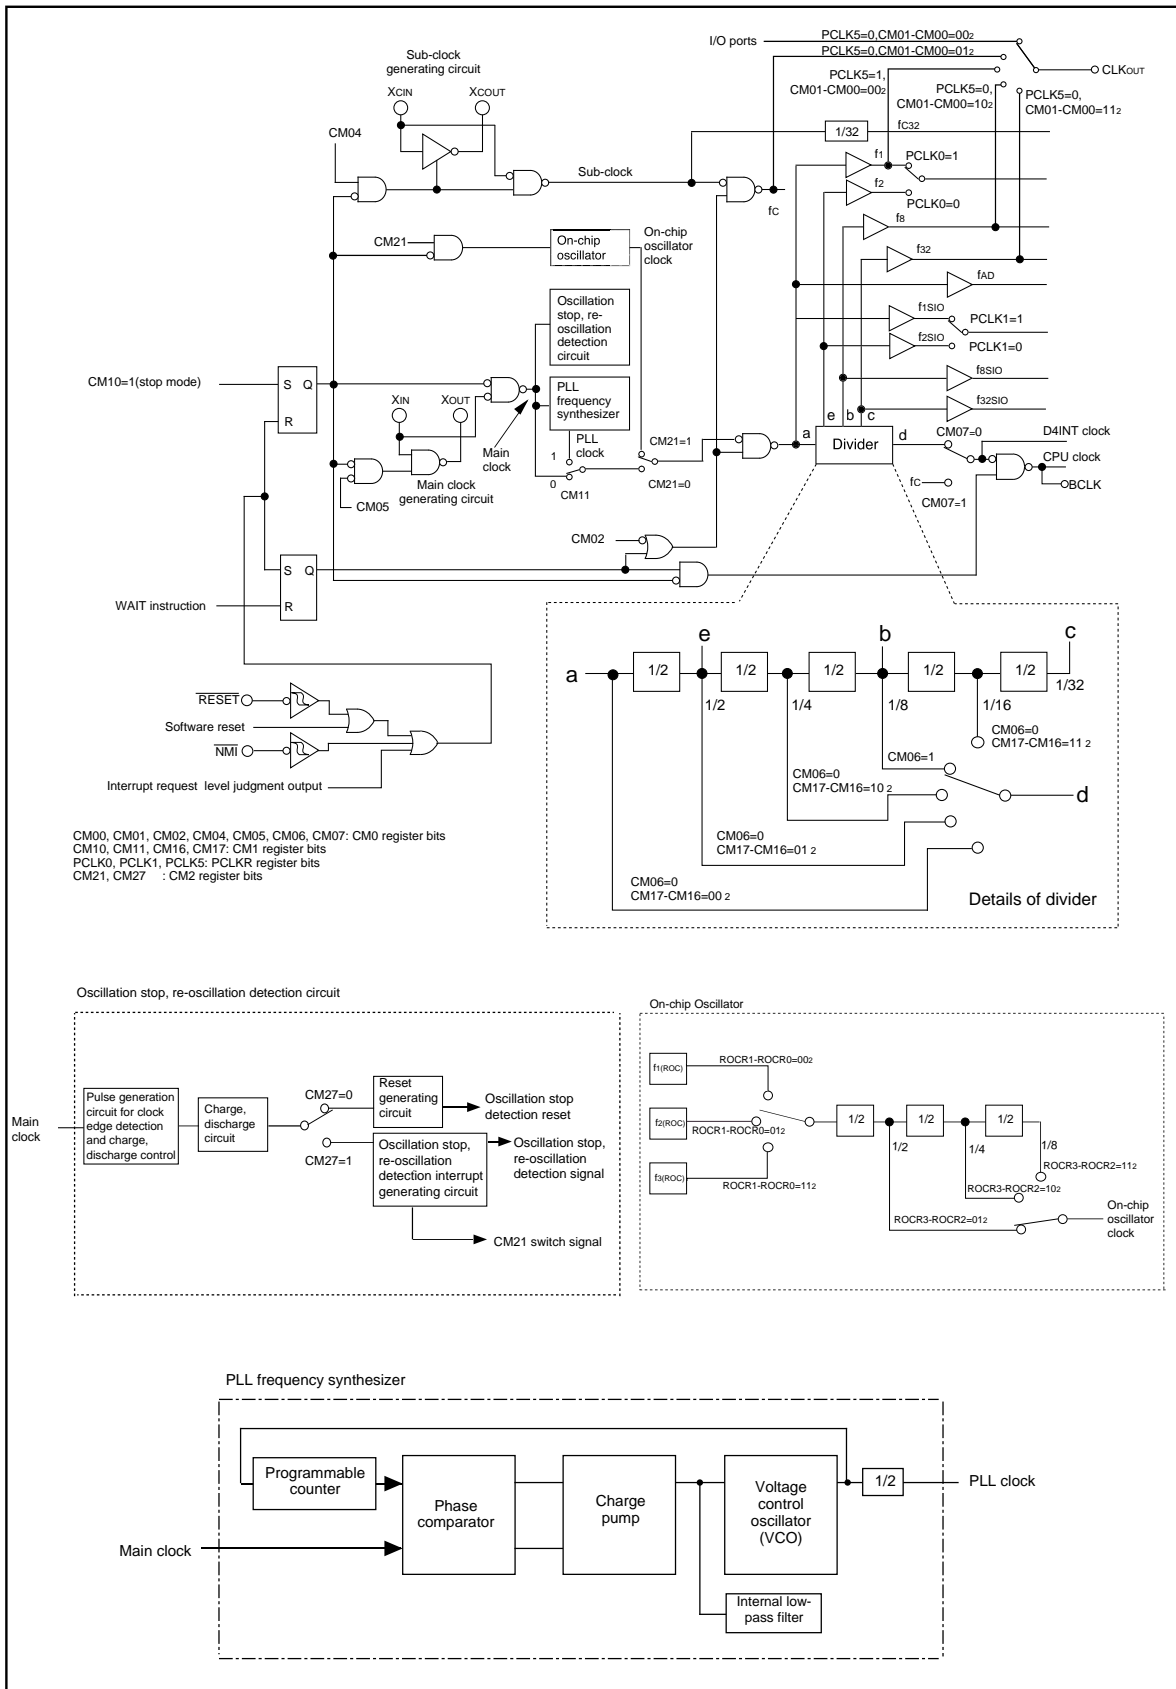 I/O ports
PCLK5=0,CM01-CM00=00₂
PCLK5=0,CM01-CM00=01₂
CLKOUT
PCLK5=1,
CM01-CM00=00₂
PCLK5=0,
CM01-CM00=10₂
PCLK5=0,
CM01-CM00=11₂
Sub-clock
generating circuit
XCIN
XCOUT
CM04
Sub-clock
1/32
fC32
f1
PCLK0=1
f2
PCLK0=0
fC
f8
f32
fAD
f1SIO
PCLK1=1
f2SIO
PCLK1=0
f8SIO
f32SIO
CM21
On-chip
oscillator
On-chip
oscillator
clock
Oscillation
stop, re-
oscillation
detection
circuit
PLL
frequency
synthesizer
CM10=1(stop mode)
S Q
R
XIN
XOUT
Main
clock
PLL
clock
1
0
CM11
CM21=1
CM21=0
Main clock
generating circuit
CM05
e b c
a
Divider
d
CM07=0
D4INT clock
CPU clock
BCLK
fC
CM07=1
CM02
S Q
R
WAIT instruction
RESET
Software reset
NMI
Interrupt request level judgment output
e
b
c
a
1/2
1/2
1/2
1/2
1/2
1/2
1/4
1/8
1/16
1/32
CM06=0
CM17-CM16=11₂
CM06=1
CM06=0
CM17-CM16=10₂
d
CM06=0
CM17-CM16=01₂
CM06=0
CM17-CM16=00₂
Details of divider
CM00, CM01, CM02, CM04, CM05, CM06, CM07: CM0 register bits
CM10, CM11, CM16, CM17: CM1 register bits
PCLK0, PCLK1, PCLK5: PCLKR register bits
CM21, CM27 : CM2 register bits
Oscillation stop, re-oscillation detection circuit
Main
clock
Pulse generation
circuit for clock
edge detection
and charge,
discharge control
Charge,
discharge
circuit
CM27=0
CM27=1
Reset
generating
circuit
Oscillation stop
detection reset
Oscillation stop,
re-oscillation
detection interrupt
generating circuit
Oscillation stop,
re-oscillation
detection signal
CM21 switch signal
On-chip Oscillator
f1(ROC)
ROCR1-ROCR0=00₂
f2(ROC)
ROCR1-ROCR0=01₂
f3(ROC)
ROCR1-ROCR0=11₂
1/2
1/2
1/2
1/2
1/4
1/8
ROCR3-ROCR2=11₂
ROCR3-ROCR2=10₂
ROCR3-ROCR2=01₂
On-chip
oscillator
clock
PLL frequency synthesizer
Programmable
counter
Main clock
Phase
comparator
Charge
pump
Voltage
control
oscillator
(VCO)
1/2
PLL clock
Internal low-
pass filter